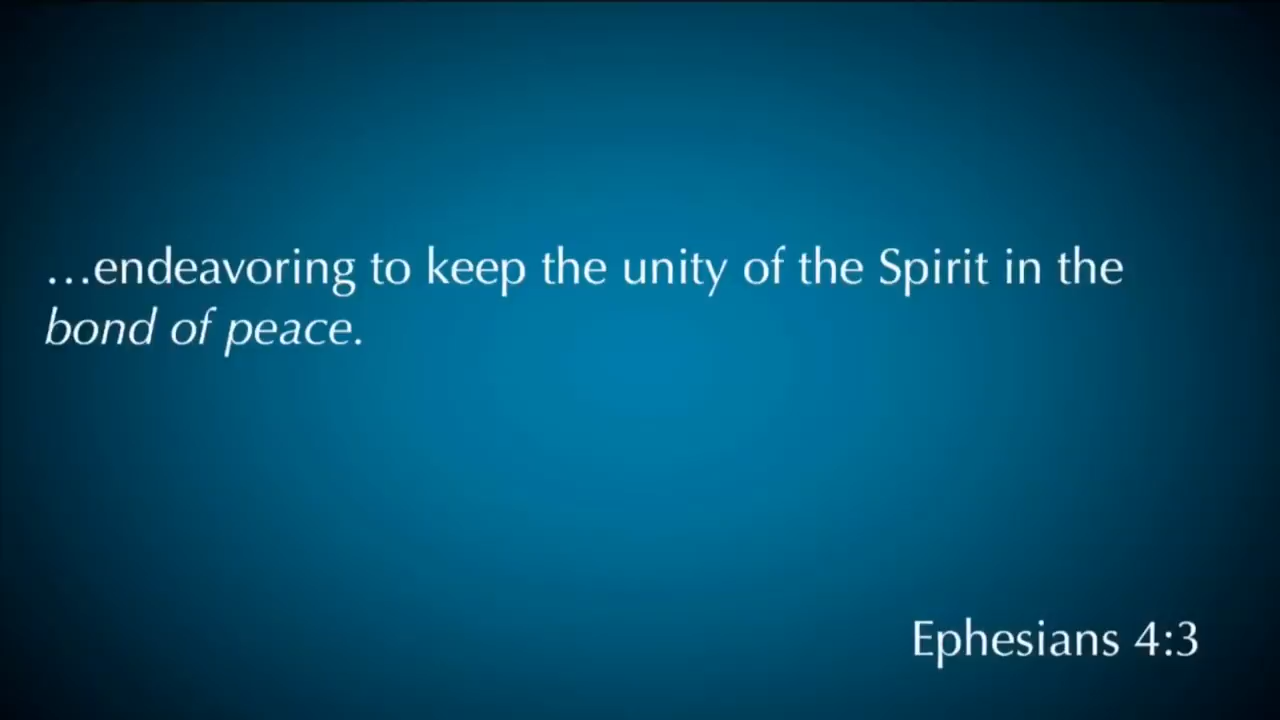 …endeavoring to keep the unity of the Spirit in the
bond of peace.
Ephesians 4:3